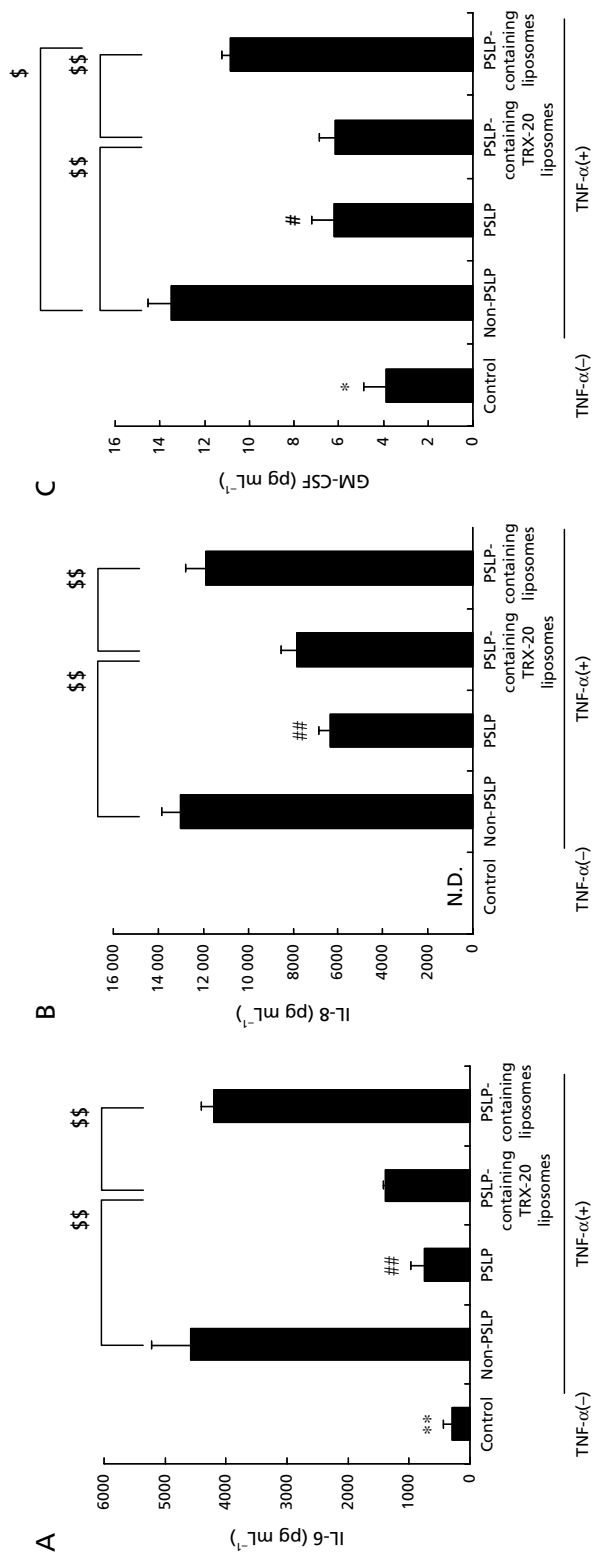 A
6000
5000
4000
3000
2000
1000
0
IL-6 (pg mL⁻¹)
**
##
$$
$$
Control
Non-PSLP
PSLP
PSLP-
containing
TRX-20
liposomes
PSLP-
containing
liposomes
TNF-α(−)
TNF-α(+)
B
16 000
14 000
12 000
10 000
8000
6000
4000
2000
0
IL-8 (pg mL⁻¹)
N.D.
##
$$
$$
Control
Non-PSLP
PSLP
PSLP-
containing
TRX-20
liposomes
PSLP-
containing
liposomes
TNF-α(−)
TNF-α(+)
C
16
14
12
10
8
6
4
2
0
GM-CSF (pg mL⁻¹)
*
#
$$
$$
$
Control
Non-PSLP
PSLP
PSLP-
containing
TRX-20
liposomes
PSLP-
containing
liposomes
TNF-α(−)
TNF-α(+)